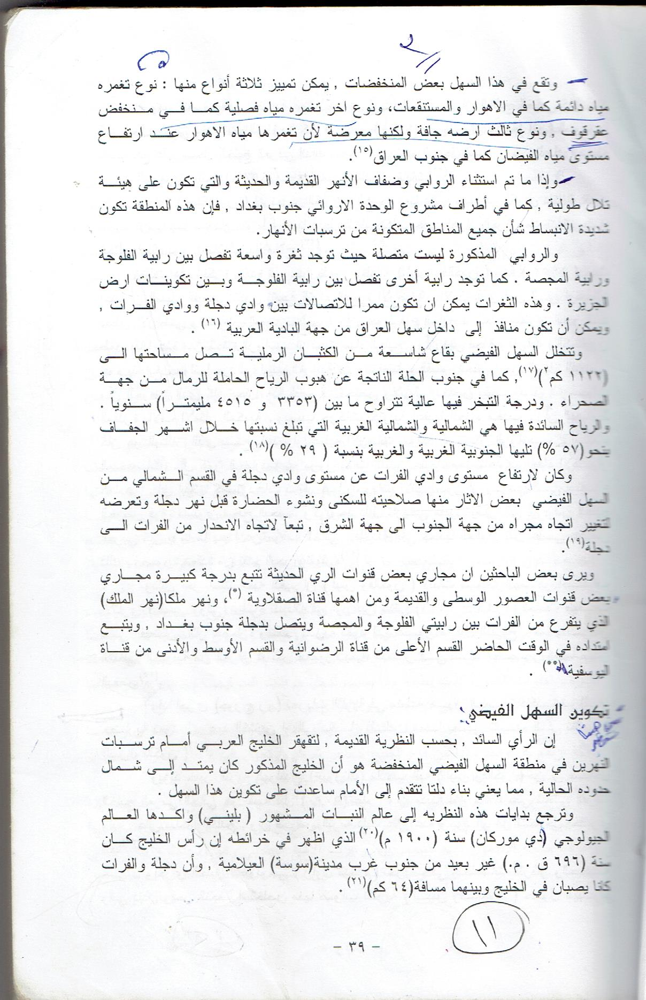 وتقع في هذا السهل بعض المنخفضات , يمكن تمييز ثلاثة أنواع منها : نوع تغمره
مياه دائمة كما في الاهوار والمستنقعات، ونوع اخر تغمره مياه فصلية كما في منخفض
عقرقوف , ونوع ثالث ارضه جافة ولكنها معرضة لأن تغمرها مياه الاهوار عند ارتفاع
مستوى مياه الفيضان كما في جنوب العراق(١٥).
وإذا ما تم استثناء الروابي وضفاف الأنهر القديمة والحديثة والتي تكون على هيئة
تلال طولية , كما في أطراف مشروع الوحدة الاروائي جنوب بغداد , فإن هذه المنطقة تكون
شديدة الانبساط شأن جميع المناطق المتكونة من ترسبات الأنهار.
والروابي المذكورة ليست متصلة حيث توجد ثغرة واسعة تفصل بين رابية الفلوجة
ورابية المجصة . كما توجد رابية أخرى تفصل بين رابية الفلوجة وبين تكوينات ارض
الجزيرة . وهذه الثغرات يمكن ان تكون ممرا للاتصالات بين وادي دجلة ووادي الفرات ,
ويمكن أن تكون منافذ إلى داخل سهل العراق من جهة البادية العربية (١٦) .
وتتخلل السهل الفيضي بقاع شاسعة من الكثبان الرملية تصل مساحتها الى
(١١٢٢ كم٢)(١٧), كما في جنوب الحلة الناتجة عن هبوب الرياح الحاملة للرمال من جهة
الصحراء . ودرجة التبخر فيها عالية تتراوح ما بين (٣٣٥٣ و ٤٥١٥ مليمتراً) سنوياً .
والرياح السائدة فيها هي الشمالية والشمالية الغربية التي تبلغ نسبتها خلال اشهر الجفاف
بنحو(٥٧ %) تليها الجنوبية الغربية والغربية بنسبة ( ٢٩ % )(١٨) .
وكان لارتفاع مستوى وادي الفرات عن مستوى وادي دجلة في القسم الشمالي من
السهل الفيضي بعض الاثار منها صلاحيته للسكنى ونشوء الحضارة قبل نهر دجلة وتعرضه
لتغيير اتجاه مجراه من جهة الجنوب الى جهة الشرق , تبعآ لاتجاه الانحدار من الفرات الى
دجلة(١٩).
ويرى بعض الباحثين ان مجاري بعض قنوات الري الحديثة تتبع بدرجة كبيرة مجاري
بعض قنوات العصور الوسطى والقديمة ومن اهمها قناة الصقلاوية (*)، ونهر ملكا(نهر الملك)
الذي يتفرع من الفرات بين رابيتي الفلوجة والمجصة ويتصل بدجلة جنوب بغداد , ويتبع
امتداده في الوقت الحاضر القسم الأعلى من قناة الرضوانية والقسم الأوسط والأدنى من قناة
اليوسفية(**) .
تكوين السهل الفيضي:
إن الرأي السائد , بحسب النظرية القديمة , لتقهقر الخليج العربي أمام ترسبات
النهرين في منطقة السهل الفيضي المنخفضة هو أن الخليج المذكور كان يمتد إلى شمال
حدوده الحالية , مما يعني بناء دلتا تتقدم إلى الأمام ساعدت على تكوين هذا السهل .
وترجع بدايات هذه النظريه إلى عالم النبات المشهور ( بليني) واكدها العالم
الجيولوجي (دي موركان) سنة (١٩٠٠ م)(٢٠) الذي اظهر في خرائطه إن رأس الخليج كان
سنة (٦٩٦ ق . م.) غير بعيد من جنوب غرب مدينة(سوسة) العيلامية , وأن دجلة والفرات
كانا يصبان في الخليج وبينهما مسافة(٦٤ كم)(٢١) .
١١
- ٣٩ -